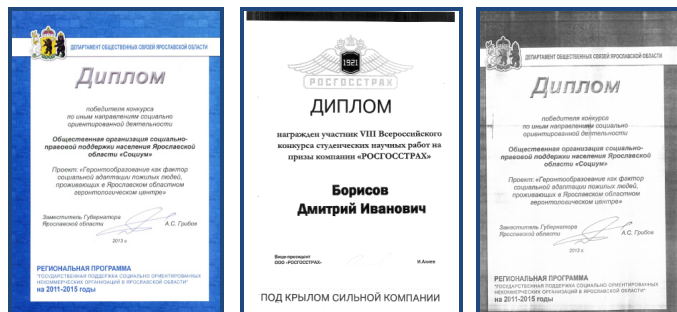 ДЕПАРТАМЕНТ ОБЩЕСТВЕННЫХ СВЯЗЕЙ ЯРОСЛАВСКОЙ ОБЛАСТИ
Диплом
победителя конкурса
по иным направлениям социально
ориентированной деятельности
Общественная организация социально-
правовой поддержки населения Ярославской
области «Социум»
Проект: «Геронтообразование как фактор
социальной адаптации пожилых людей,
проживающих в Ярославском областном
геронтологическом центре»
Заместитель Губернатора
Ярославской области
А.С. Грибов
2013 г.
РЕГИОНАЛЬНАЯ ПРОГРАММА
"ГОСУДАРСТВЕННАЯ ПОДДЕРЖКА СОЦИАЛЬНО ОРИЕНТИРОВАННЫХ
НЕКОММЕРЧЕСКИХ ОРГАНИЗАЦИЙ В ЯРОСЛАВСКОЙ ОБЛАСТИ"
на 2011-2015 годы
1921
РОСГОССТРАХ
ДИПЛОМ
награжден участник VIII Всероссийского
конкурса студенческих научных работ на
призы компании «РОСГОССТРАХ»
Борисов
Дмитрий Иванович
Вице-президент
ООО «РОСГОССТРАХ»
ПОД КРЫЛОМ СИЛЬНОЙ КОМПАНИИ
ДЕПАРТАМЕНТ ОБЩЕСТВЕННЫХ СВЯЗЕЙ ЯРОСЛАВСКОЙ ОБЛАСТИ
Диплом
победителя конкурса
по иным направлениям социально
ориентированной деятельности
Общественная организация социально-
правовой поддержки населения Ярославской
области «Социум»
Проект: «Геронтообразование как фактор
социальной адаптации пожилых людей,
проживающих в Ярославском областном
геронтологическом центре»
Заместитель Губернатора
Ярославской области
А.С. Грибов
2013 г.
РЕГИОНАЛЬНАЯ ПРОГРАММА
"ГОСУДАРСТВЕННАЯ ПОДДЕРЖКА СОЦИАЛЬНО ОРИЕНТИРОВАННЫХ
НЕКОММЕРЧЕСКИХ ОРГАНИЗАЦИЙ В ЯРОСЛАВСКОЙ ОБЛАСТИ"
на 2011-2015 годы